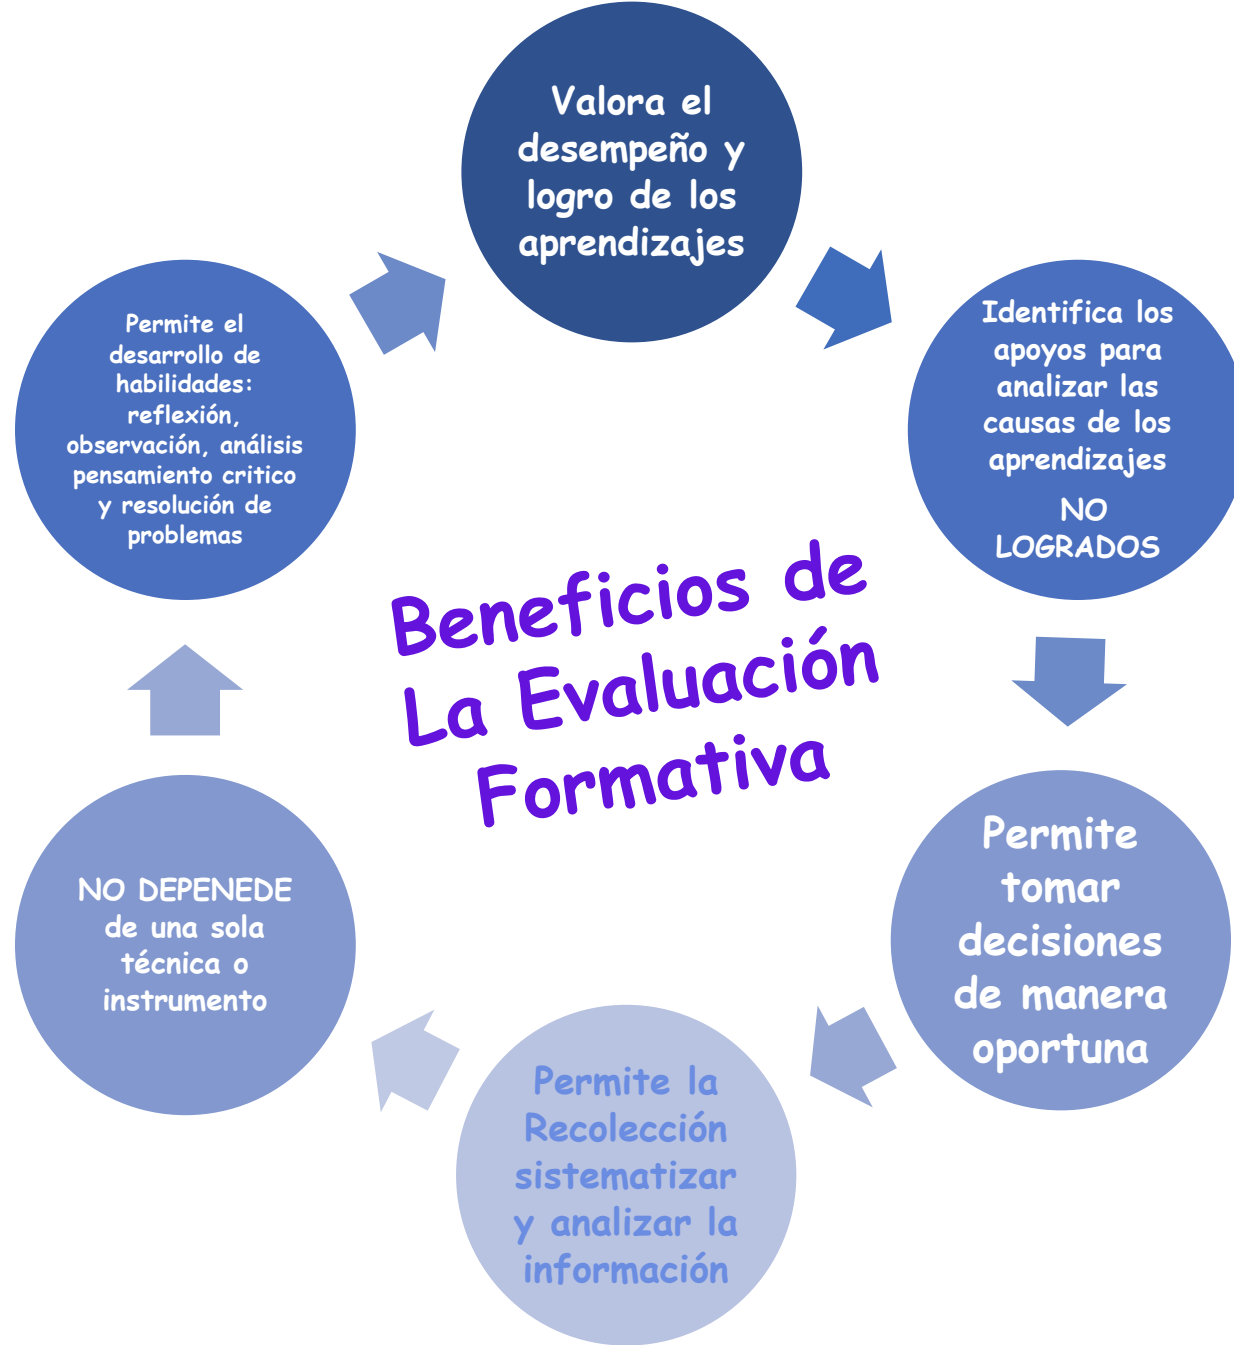 Valora el
desempeño y
logro de los
aprendizajes
Identifica los
apoyos para
analizar las
causas de los
aprendizajes
NO
LOGRADOS
Permite
tomar
decisiones
de manera
oportuna
Permite la
Recolección
sistematizar
y analizar la
información
NO DEPENEDE
de una sola
técnica o
instrumento
Permite el
desarrollo de
habilidades:
reflexión,
observación, análisis
pensamiento critico
y resolución de
problemas
Beneficios de
La Evaluación
Formativa